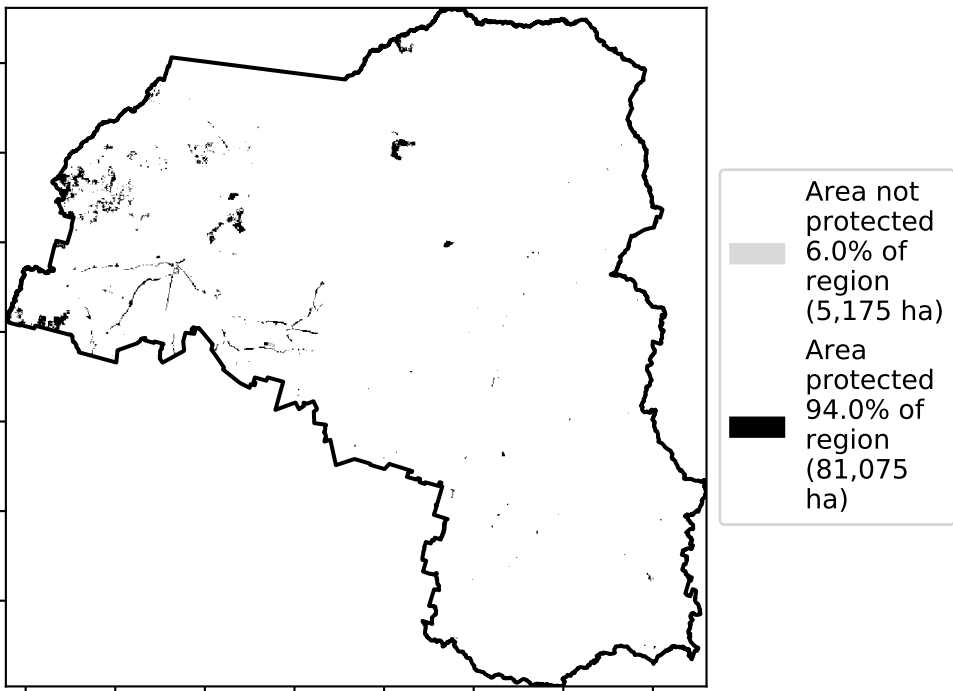 Area not
protected
6.0% of
region
(5,175 ha)
Area
protected
94.0% of
region
(81,075
ha)